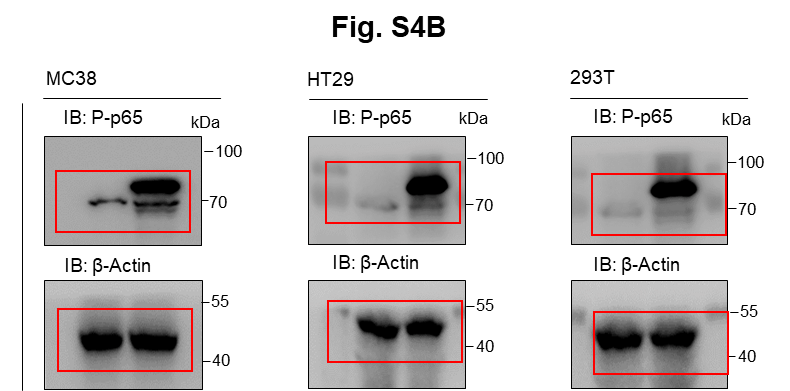 Fig. S4B
MC38
IB: P-p65
kDa
100
70
IB: β-Actin
55
40
HT29
IB: P-p65
kDa
100
70
IB: β-Actin
55
40
293T
IB: P-p65
kDa
100
70
IB: β-Actin
55
40